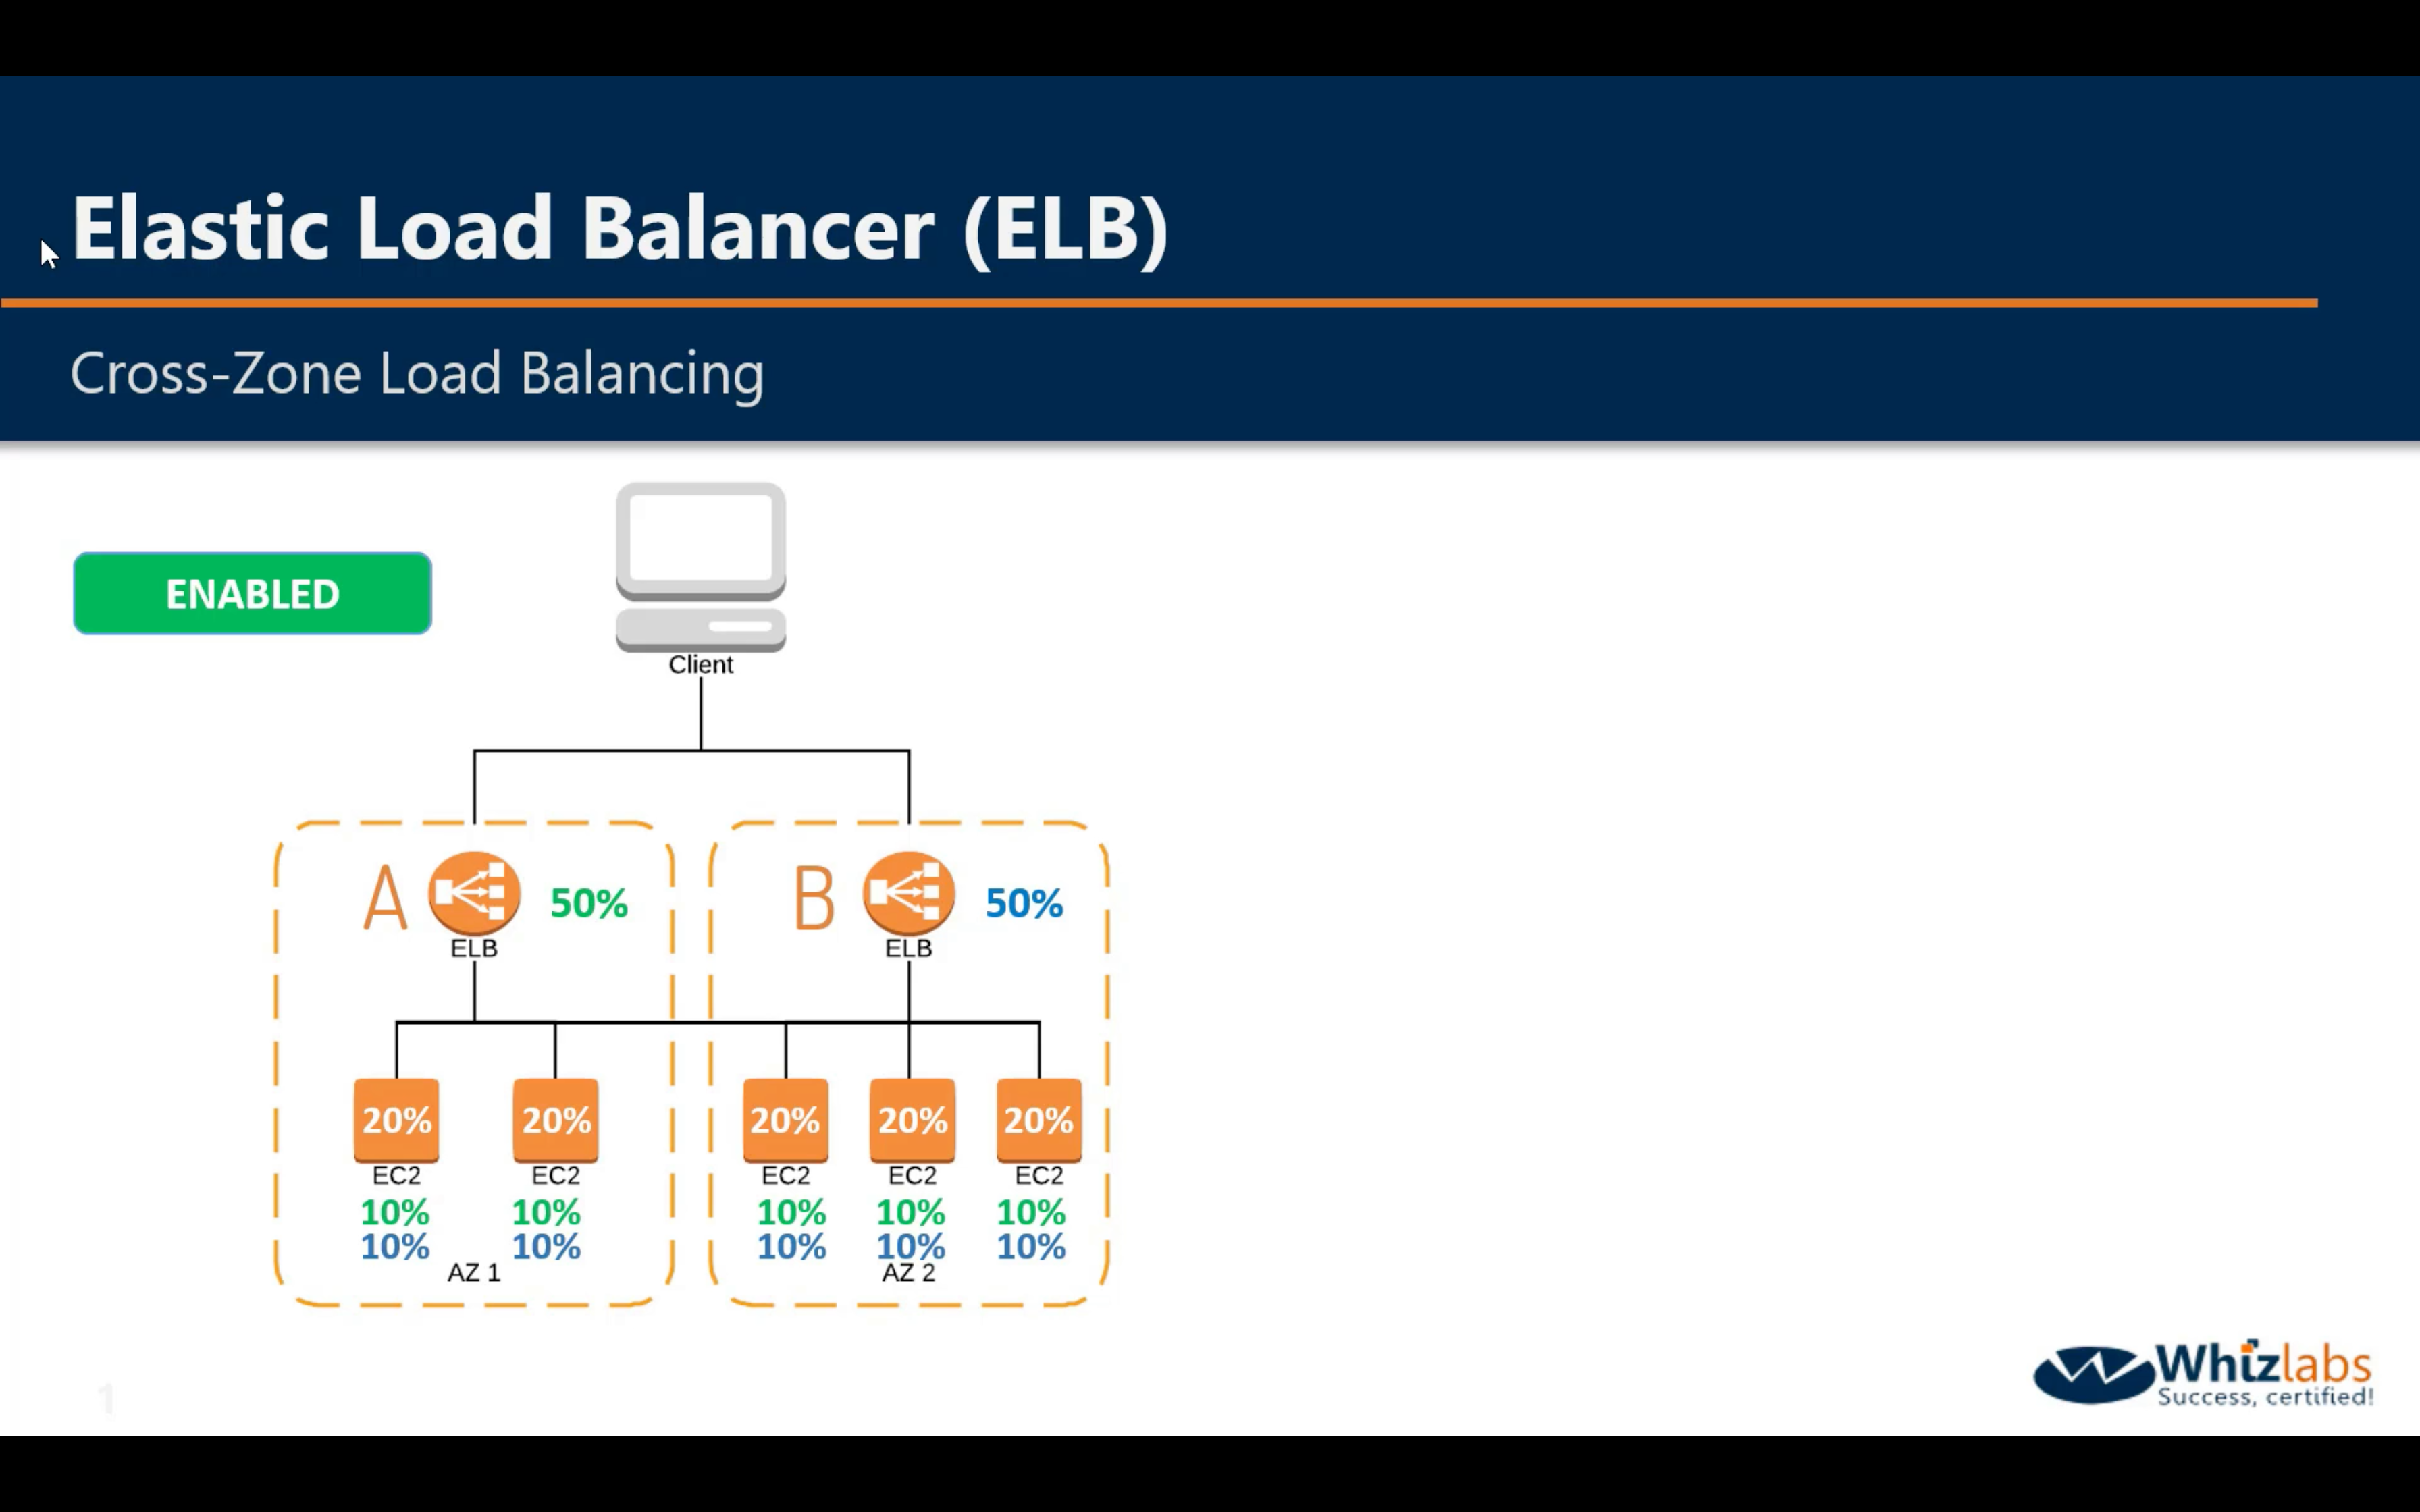 Elastic Load Balancer (ELB)
Cross-Zone Load Balancing
ENABLED
Client
A 50% B 50%
ELB ELB
20% 20% 20% 20% 20%
EC2 EC2 EC2 EC2 EC2
10% 10% 10% 10% 10%
10% 10% 10% 10% 10%
AZ 1 AZ 2
1
Whizlabs
Success, certified!